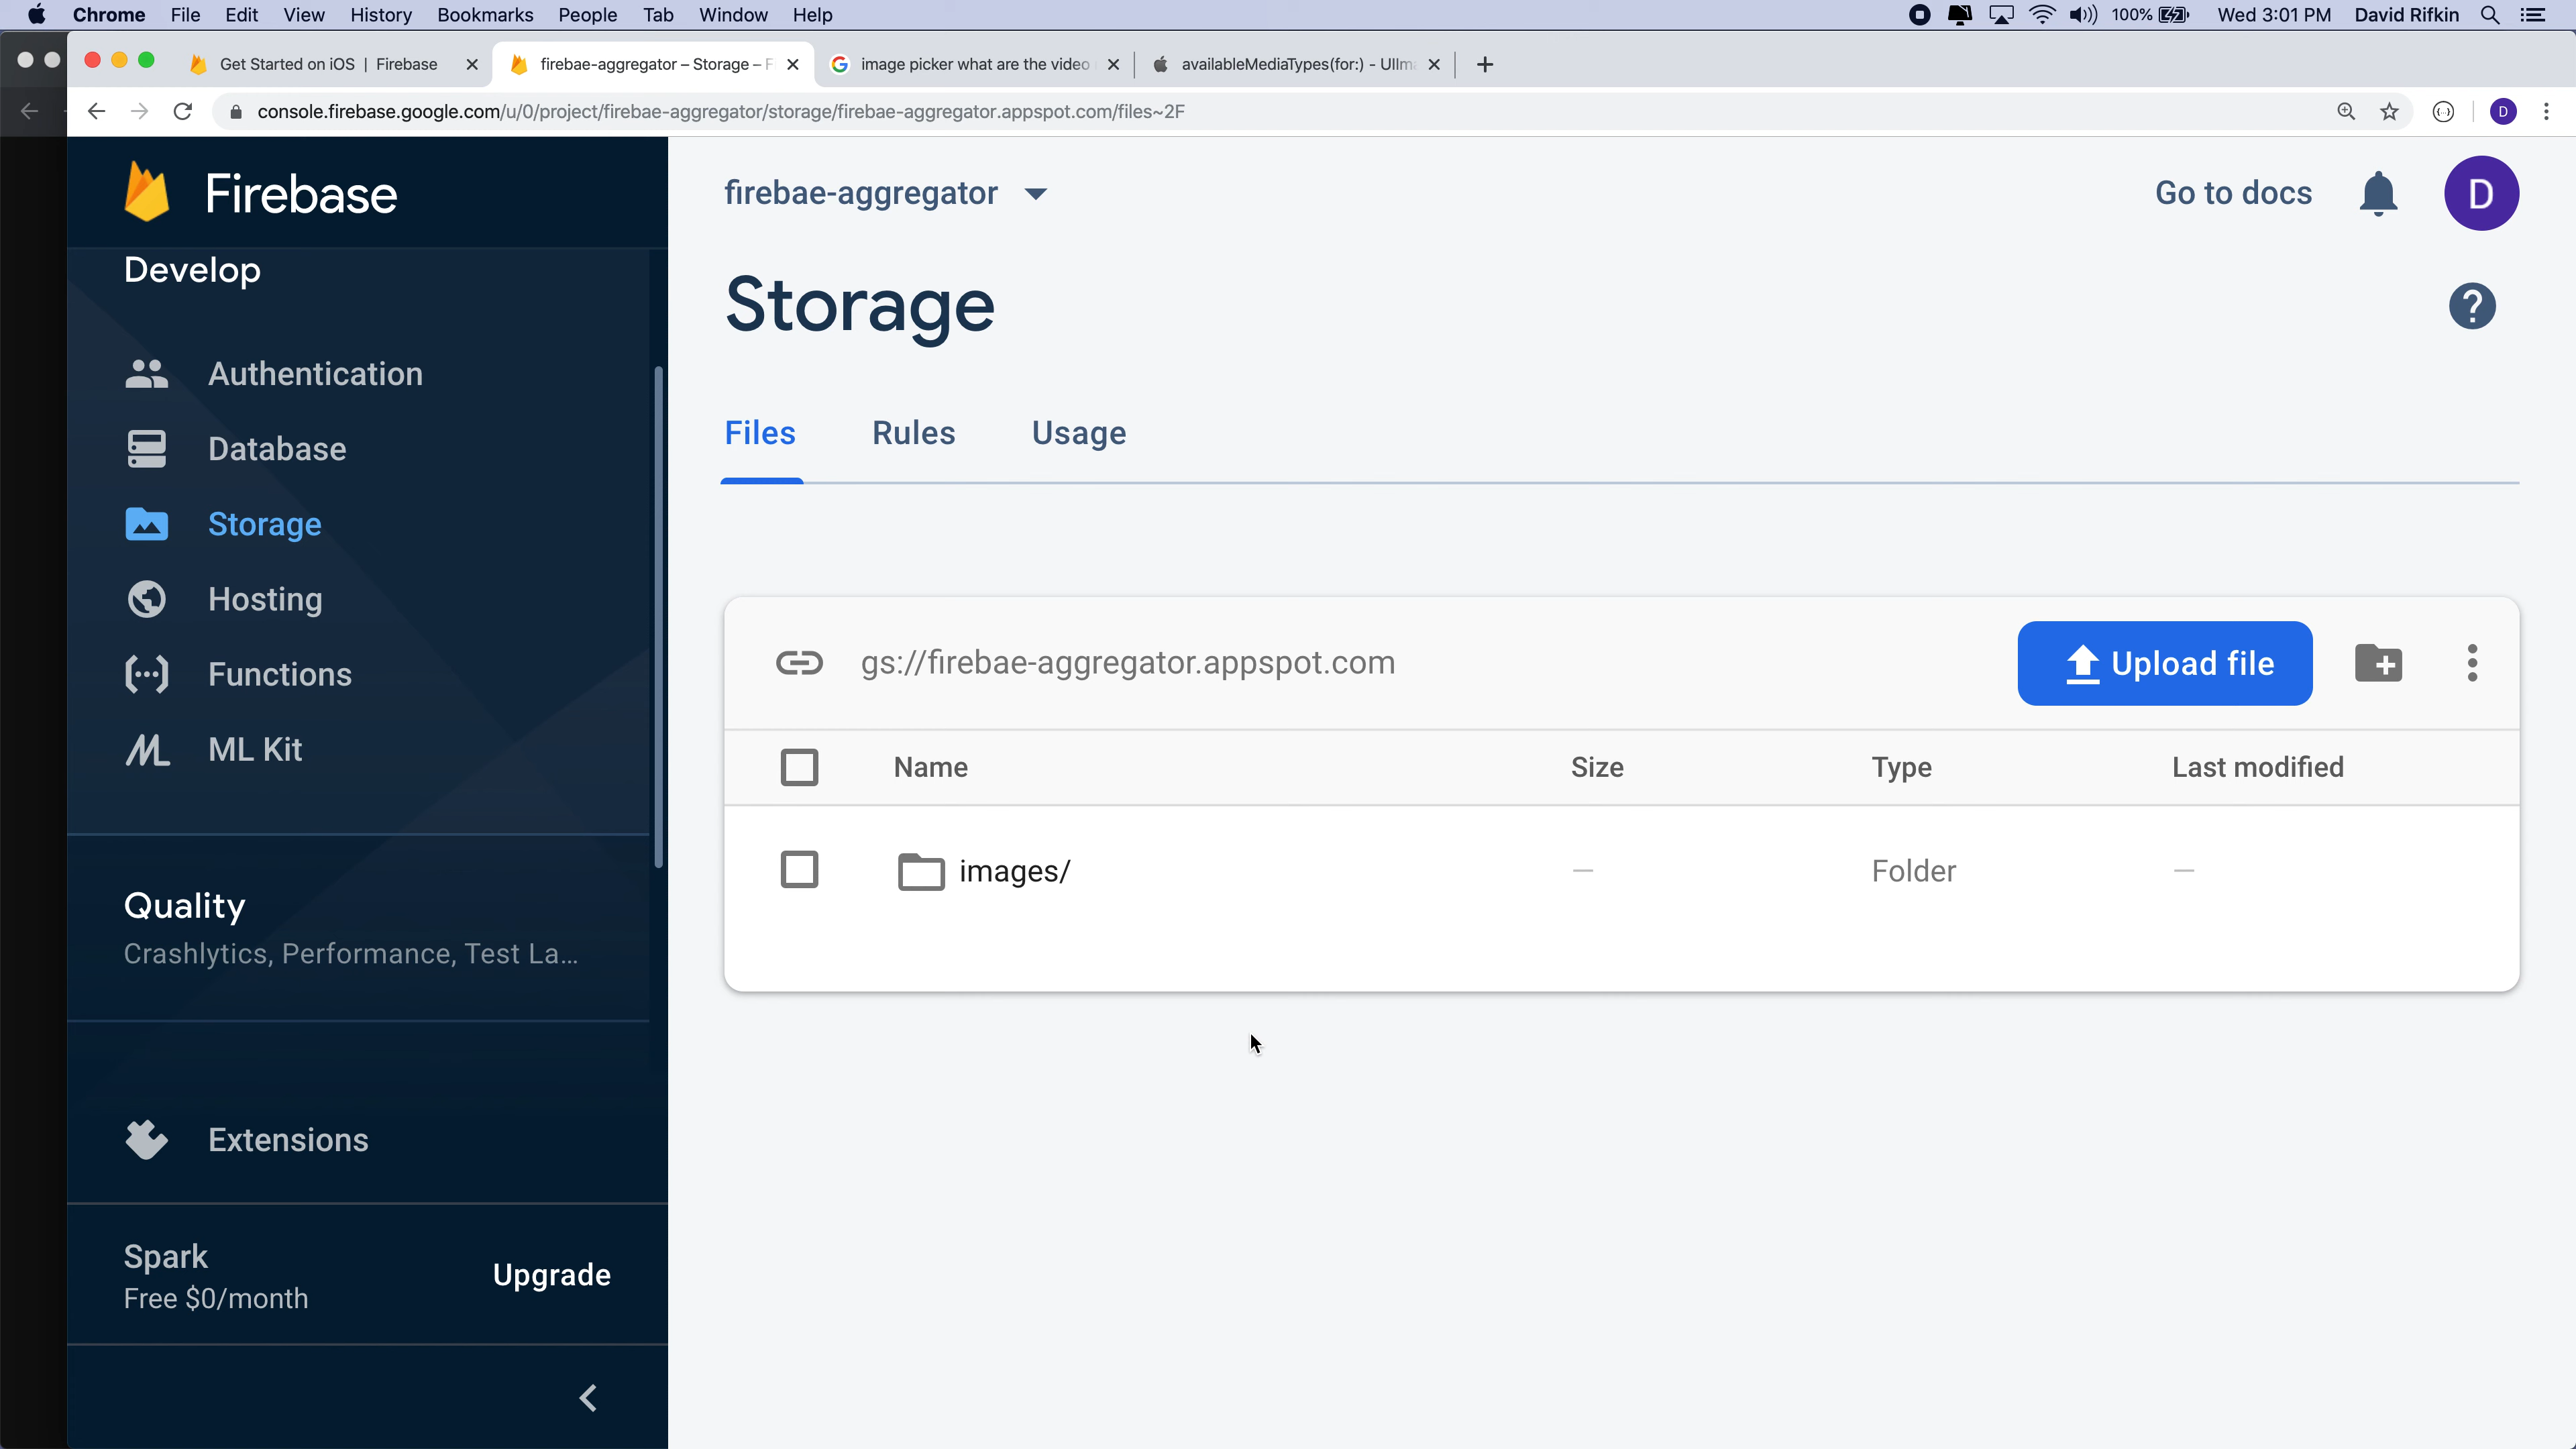 Chrome File Edit View History Bookmarks People Tab Window Help 100% Wed 3:01 PM David Rifkin
Get Started on iOS | Firebase
firebae-aggregator – Storage – F
image picker what are the video
availableMediaTypes(for:) - UIIm
console.firebase.google.com/u/0/project/firebae-aggregator/storage/firebae-aggregator.appspot.com/files~2F
D
Firebase
firebae-aggregator
Go to docs
D
Develop
Storage
?
Authentication
Database
Storage
Hosting
Functions
ML Kit
Files Rules Usage
gs://firebae-aggregator.appspot.com
Upload file
Name Size Type Last modified
images/ — Folder —
Quality
Crashlytics, Performance, Test La...
Extensions
Spark
Free $0/month
Upgrade